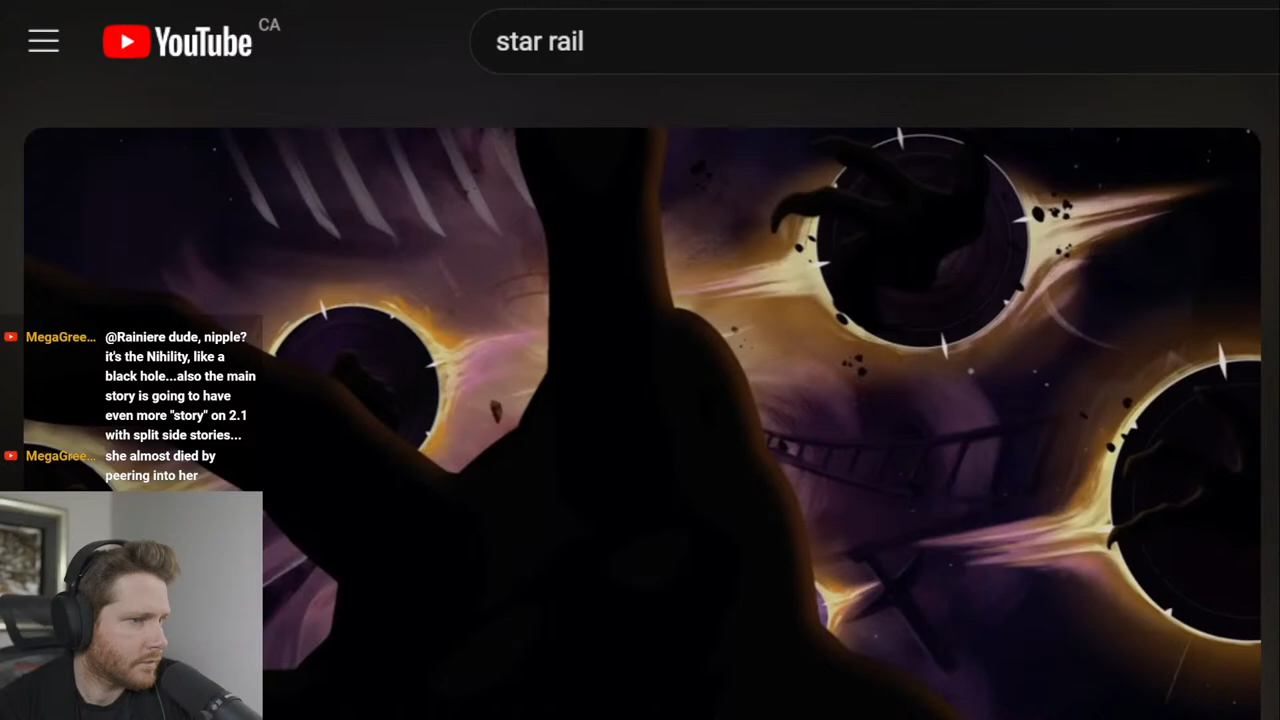 YouTube CA
star rail
MegaGree... @Rainiere dude, nipple?
it's the Nihility, like a
black hole...also the main
story is going to have
even more "story" on 2.1
with split side stories...
MegaGree... she almost died by
peering into her